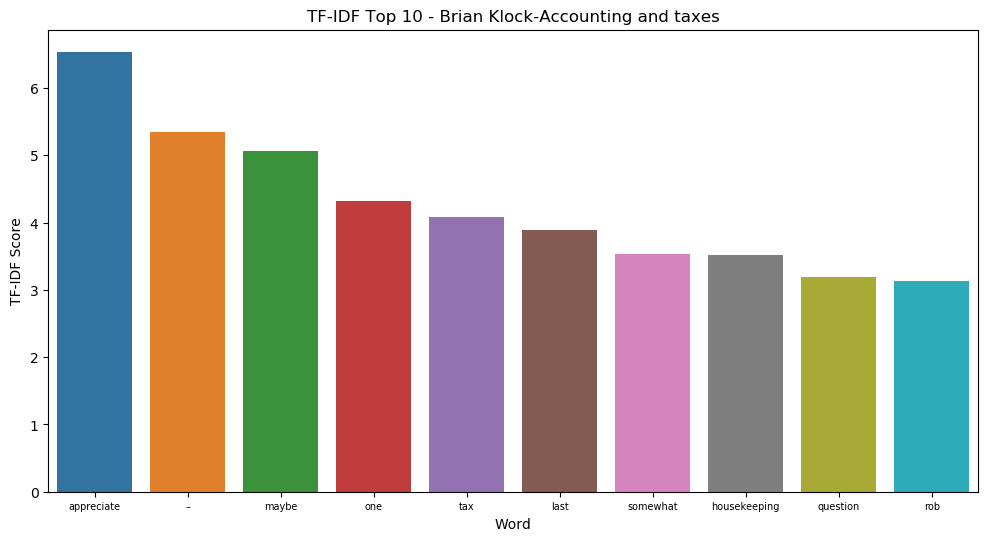 TF-IDF Top 10 - Brian Klock-Accounting and taxes
TF-IDF Score
6
5
4
3
2
1
0
appreciate – maybe one tax last somewhat housekeeping question rob
Word